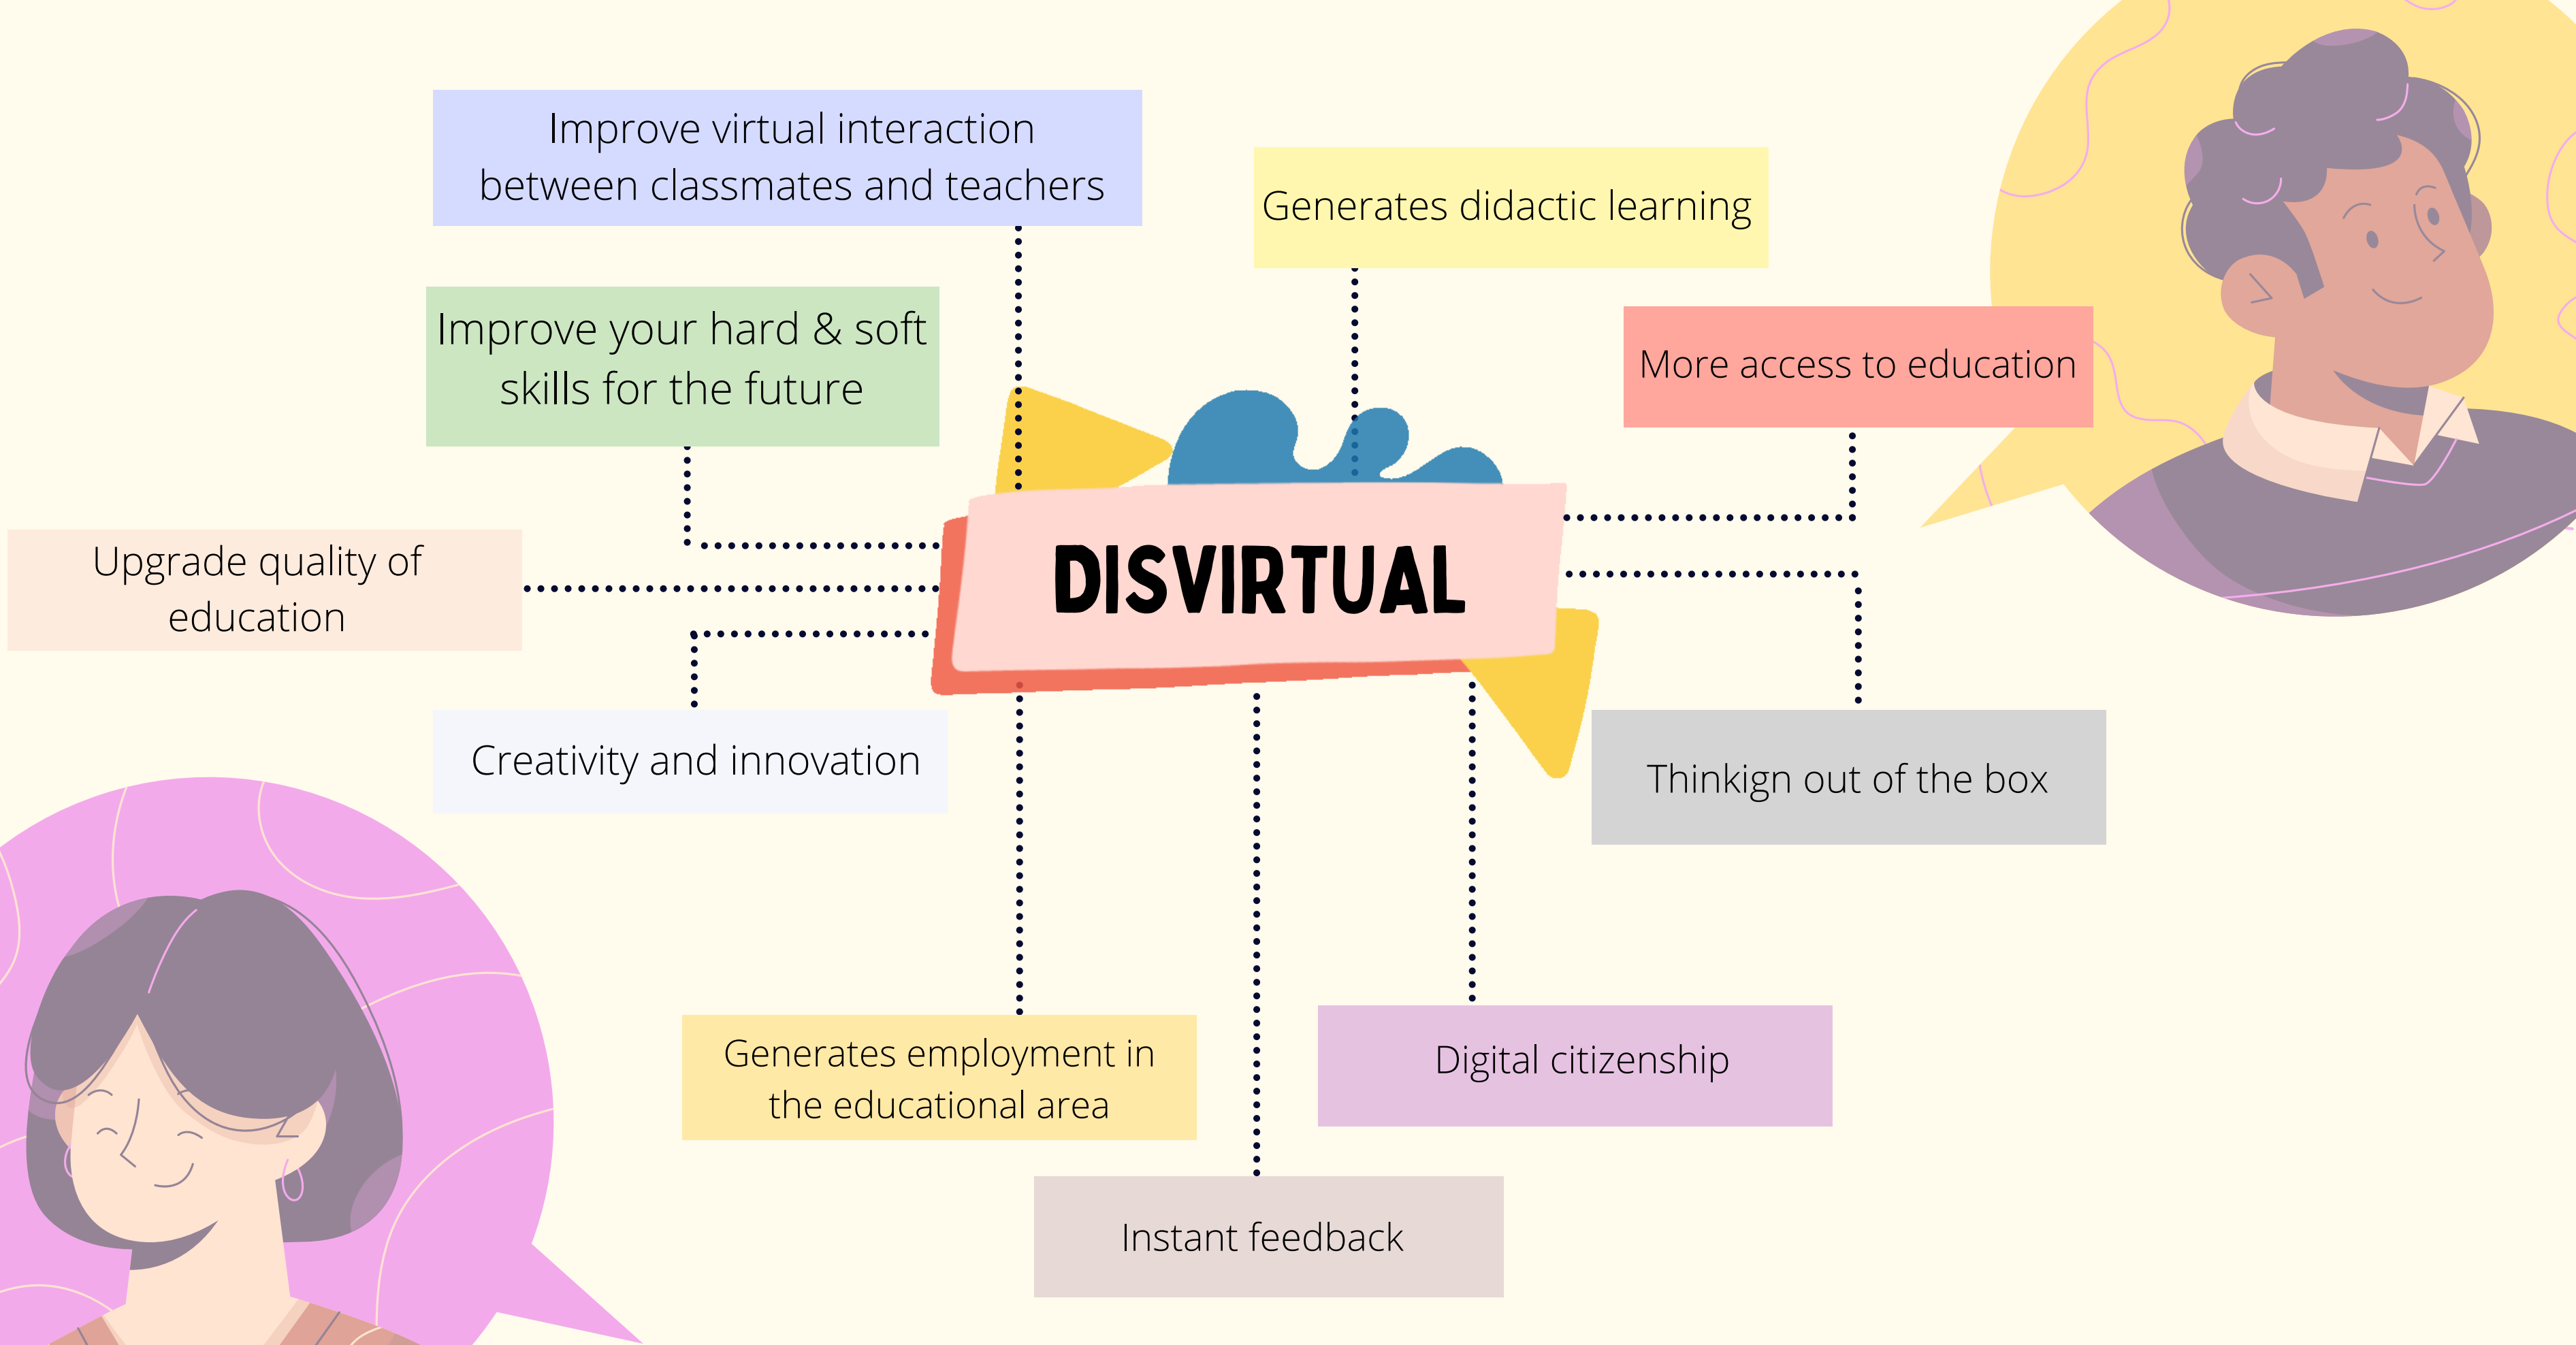 Improve virtual interaction
between classmates and teachers
Generates didactic learning
Improve your hard & soft
skills for the future
More access to education
Upgrade quality of
education
DISVIRTUAL
Creativity and innovation
Thinkign out of the box
Generates employment in
the educational area
Digital citizenship
Instant feedback